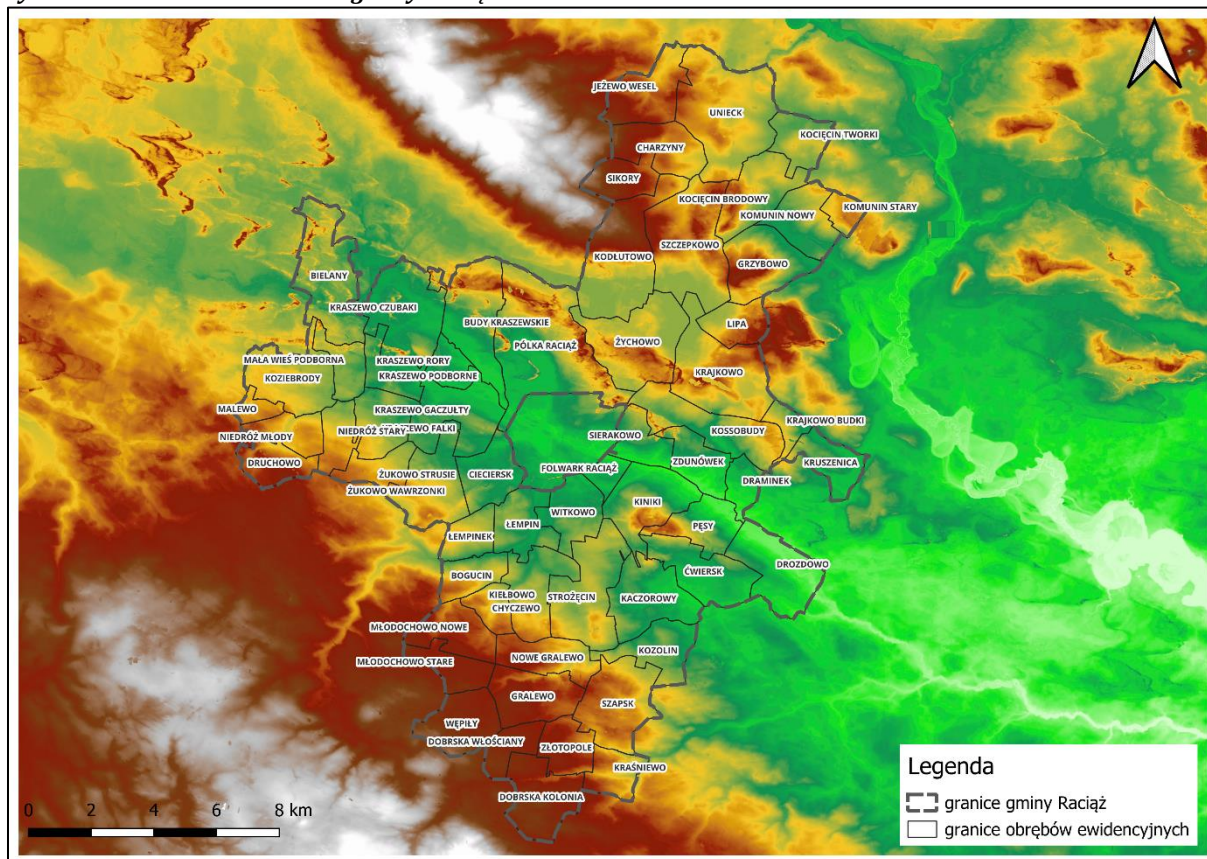 JEŻEWO WESEL
UNIECK
KOCIĘCIN TWORKI
CHARZYNY
SIKORY
KOCIĘCIN BRODOWY
KOMUNIN STARY
KOMUNIN NOWY
SZCZEPKOWO
KODŁUTOWO
GRZYBOWO
BIELANY
KRASZEWO CZUBAKI
BUDY KRASZEWSKIE
LIPA
PÓLKA RACIĄŻ
ŻYCHOWO
MAŁA WIEŚ PODBORNA
KRASZEWO RORY
KOZIEBRODY
KRASZEWO PODBORNE
KRAJKOWO
MALEWO
KRASZEWO GACZUŁTY
KRAJKOWO BUDKI
NIEDRÓŻ MŁODY
NIEDRÓŻ STARY
KRASZEWO FALKI
SIERAKOWO
KOSSOBUDY
DRUCHOWO
ZDUNÓWEK
KRUSZENICA
ŻUKOWO STRUSIE
CIECIERSK
FOLWARK RACIĄŻ
DRAMINEK
ŻUKOWO WAWRZONKI
KINIKI
WITKOWO
ŁEMPIN
PĘSY
ŁEMPINEK
DROZDOWO
ĆWIERSK
BOGUCIN
KIEŁBOWO
STROŻĘCIN
KACZOROWY
CHYCZEWO
MŁODOCHOWO NOWE
KOZOLIN
NOWE GRALEWO
MŁODOCHOWO STARE
GRALEWO
SZAPSK
WĘPIŁY
DOBRSKA WŁOŚCIANY
ZŁOTOPOLE
KRAŚNIEWO
DOBRSKA KOLONIA
0 2 4 6 8 km
Legenda
granice gminy Raciąż
granice obrębów ewidencyjnych